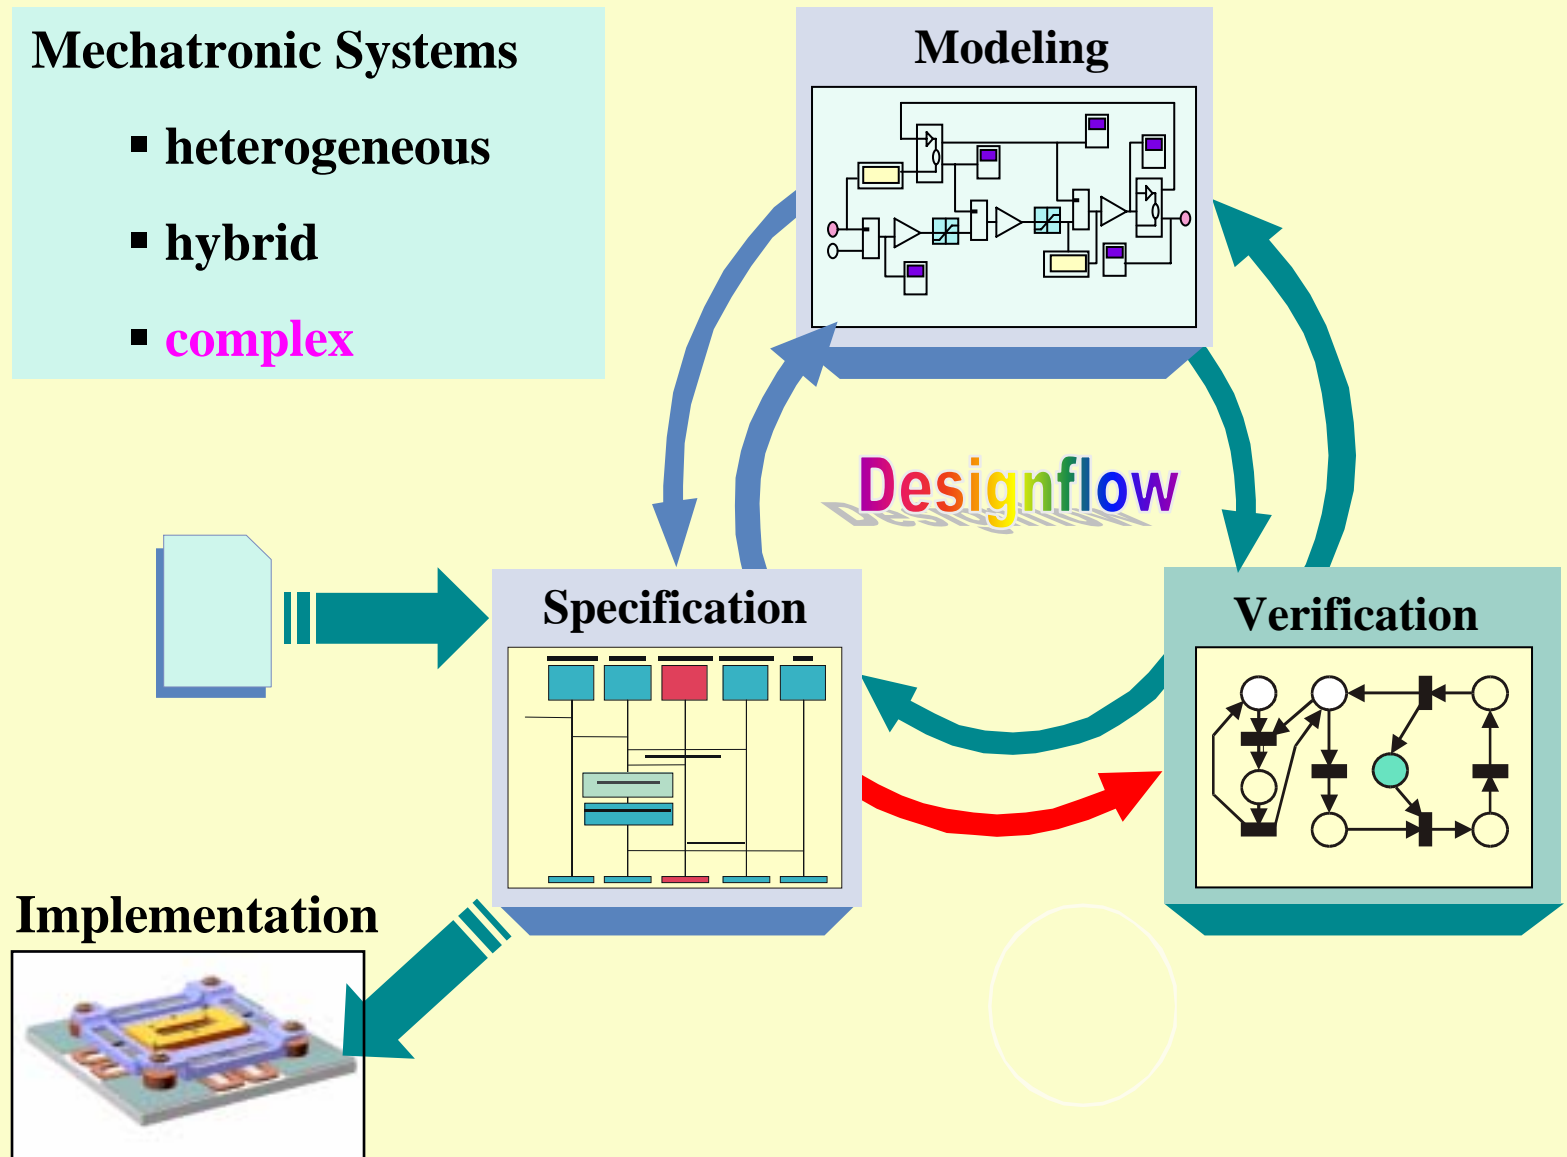 Mechatronic Systems
▪ heterogeneous
▪ hybrid
▪ complex
Modeling
Designflow
Specification
Verification
Implementation